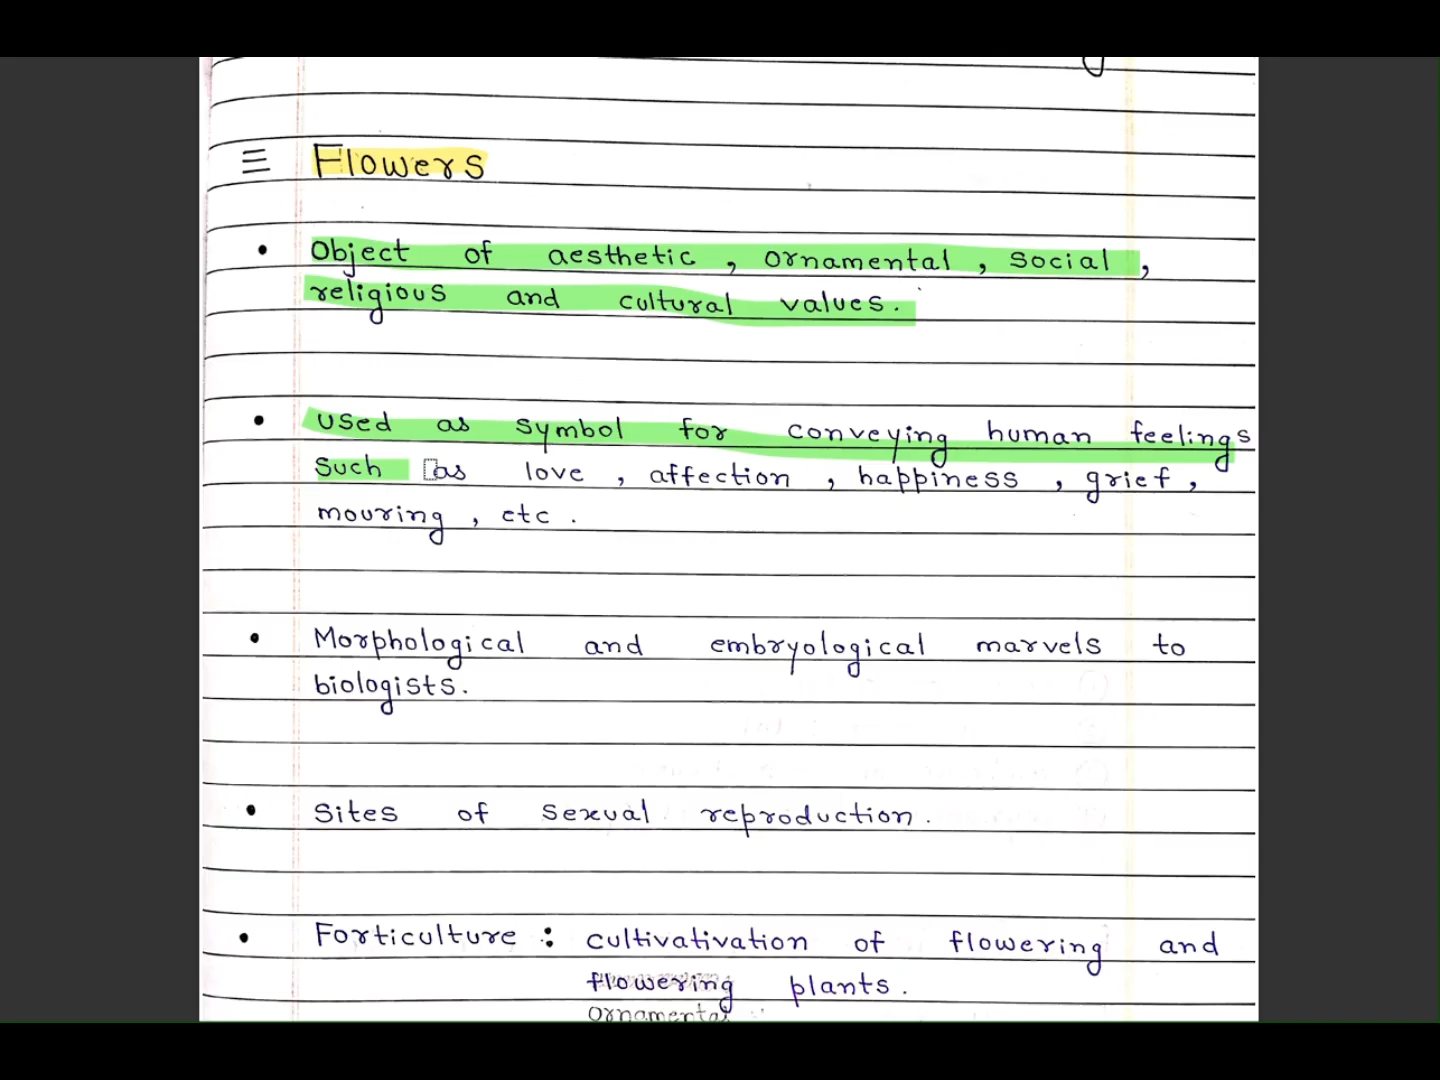 Flowers
• Object of aesthetic, ornamental, social,
religious and cultural values.
• used as symbol for conveying human feelings
such as love, affection, happiness, grief,
mouring, etc.
• Morphological and embryological marvels to
biologists.
• Sites of sexual reproduction.
• Forticulture : cultivativation of flowering and
flowering plants.
ornamental